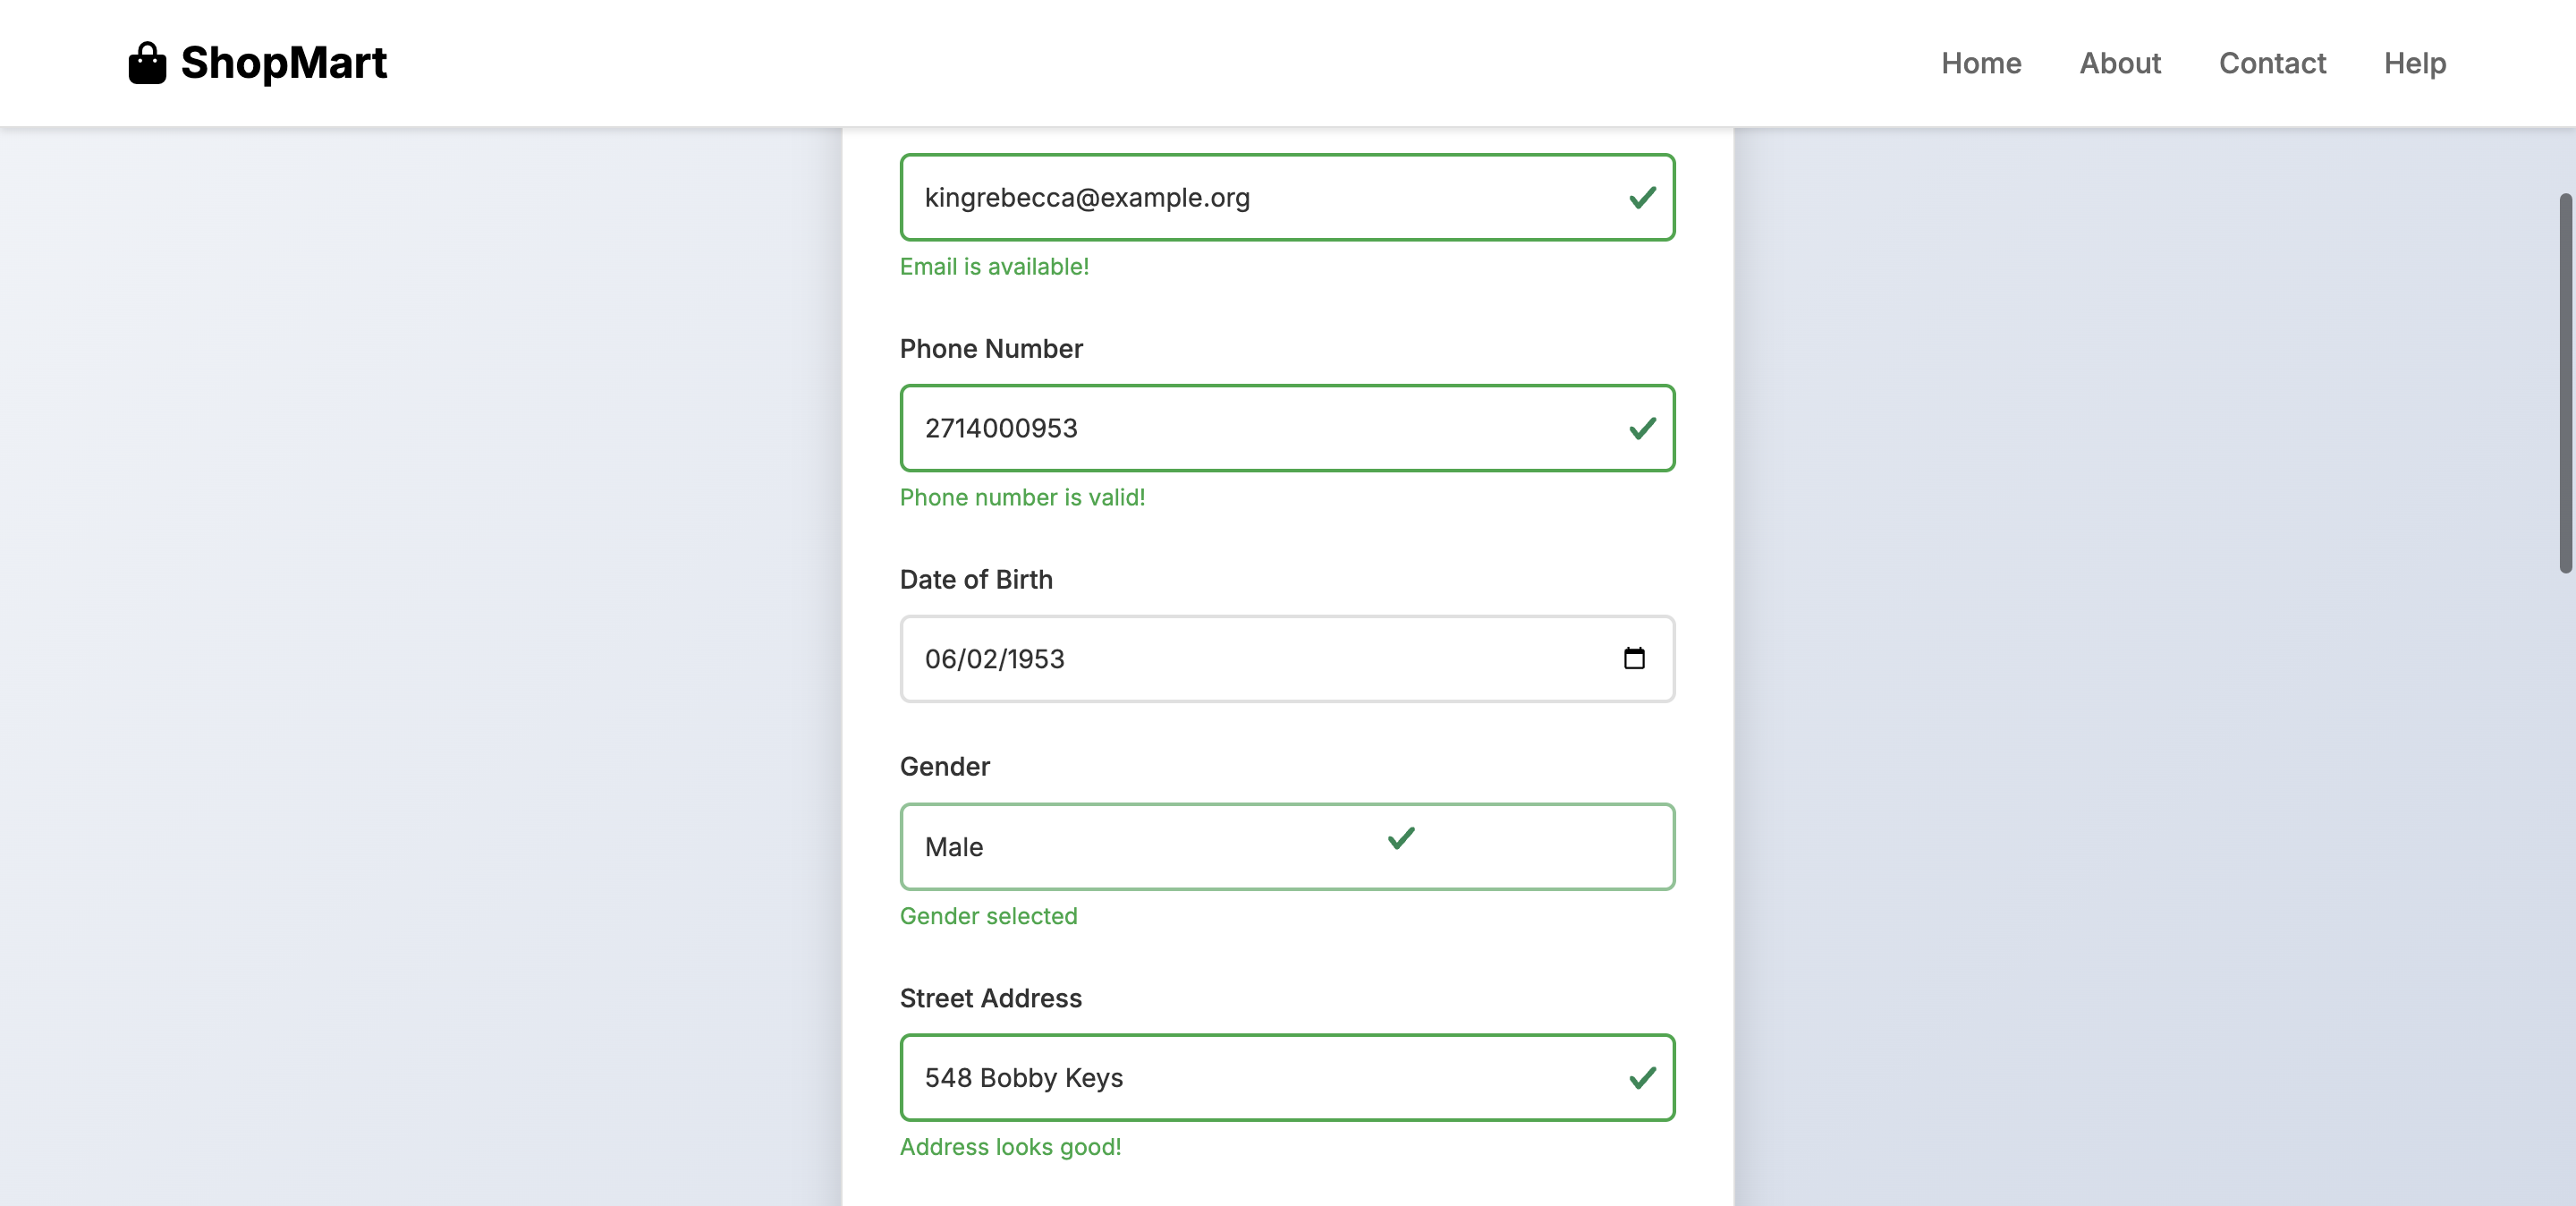 ShopMart
Home About Contact Help
kingrebecca@example.org
Email is available!
Phone Number
2714000953
Phone number is valid!
Date of Birth
06/02/1953
Gender
Male
Gender selected
Street Address
548 Bobby Keys
Address looks good!